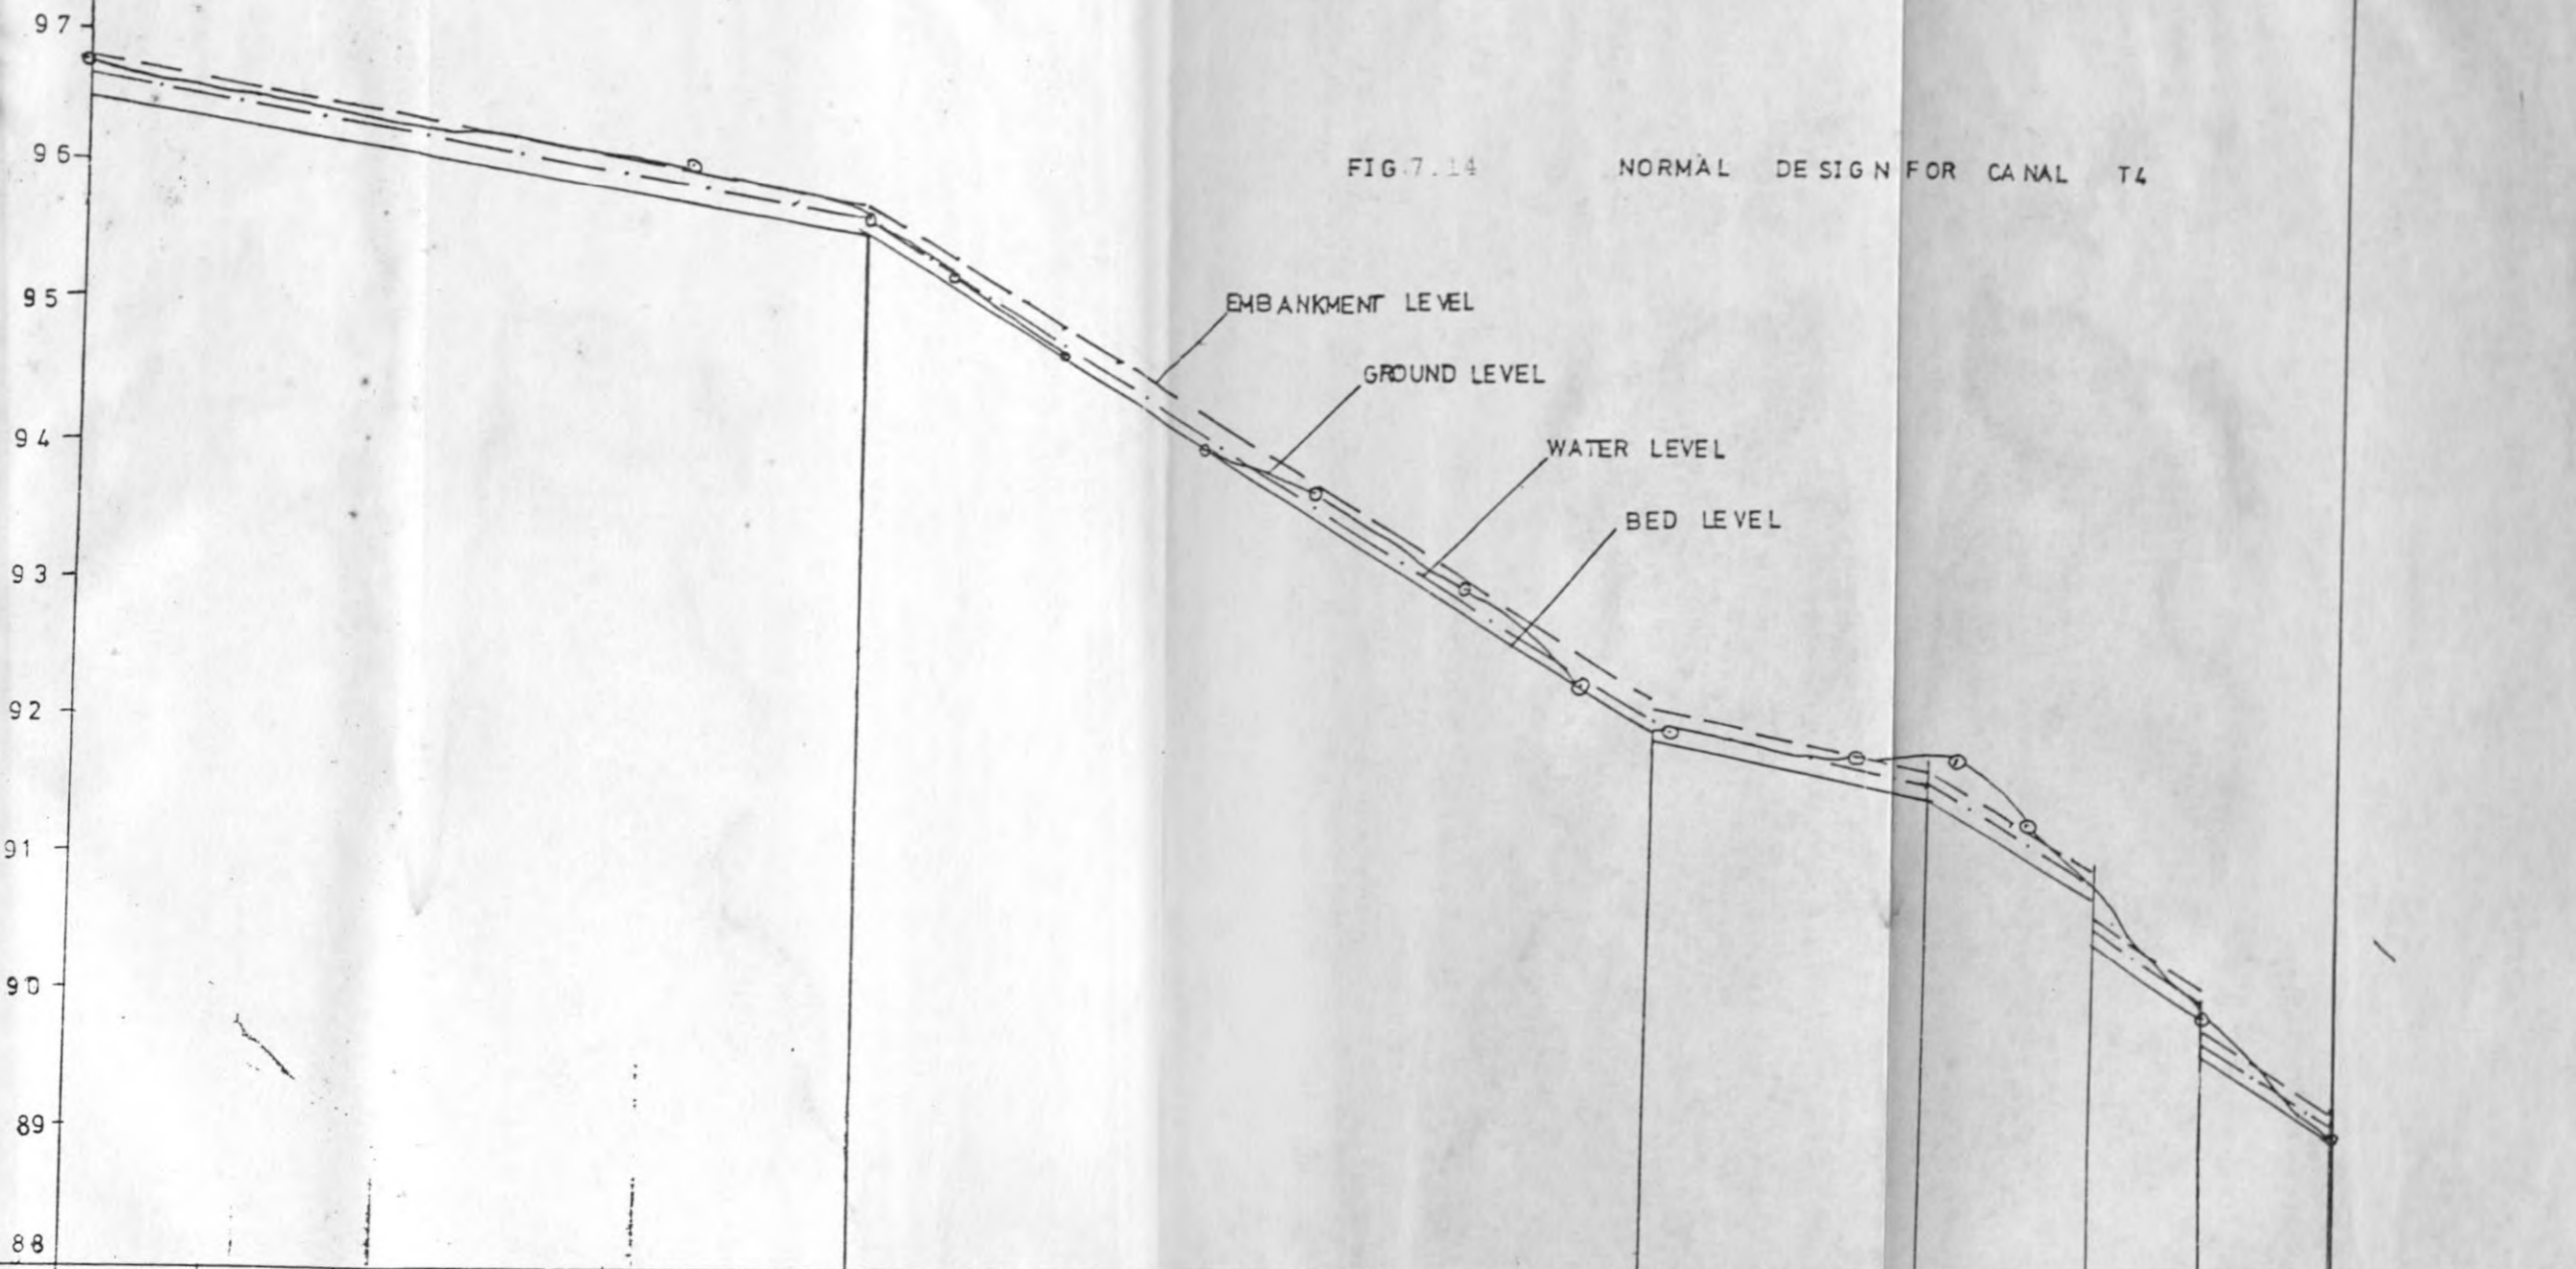 97
96
FIG.7.14 NORMAL DESIGN FOR CANAL T4
95
EMBANKMENT LEVEL
GROUND LEVEL
94
WATER LEVEL
BED LEVEL
93
92
91
90
89
88